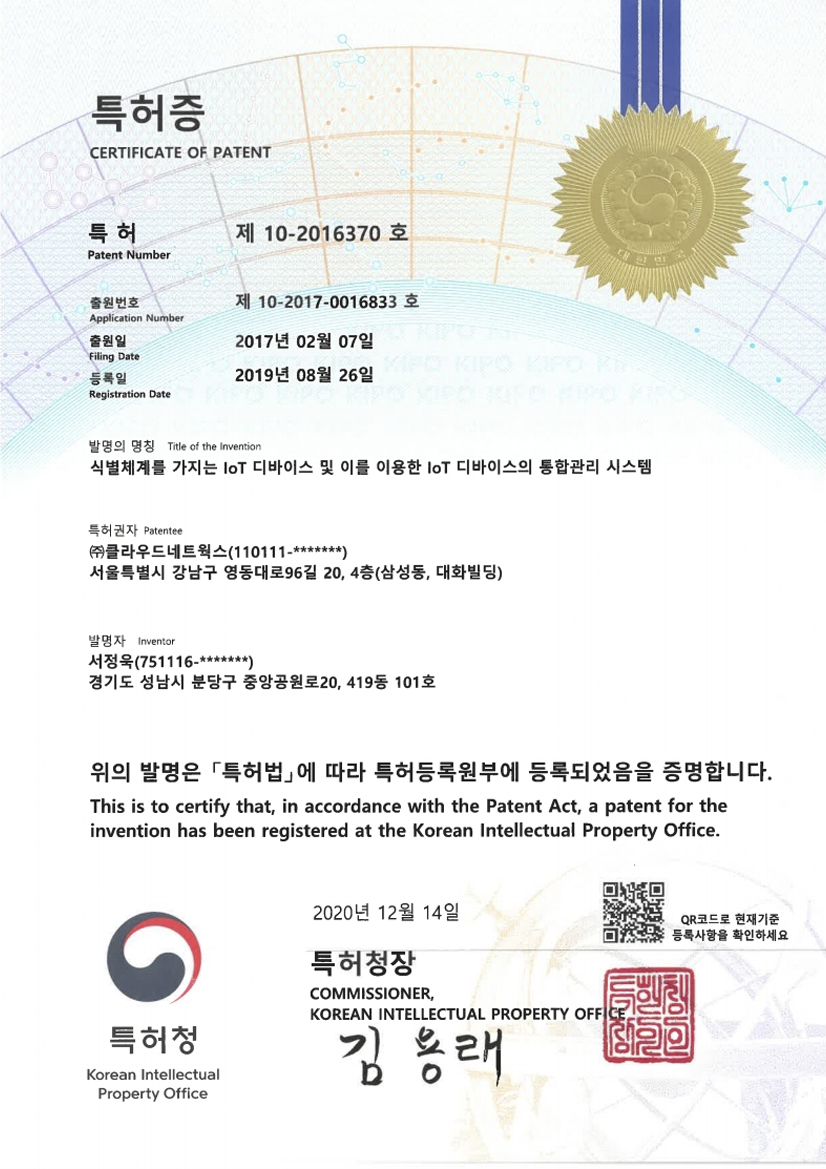 특허증
CERTIFICATE OF PATENT
특 허 제 10-2016370 호
Patent Number
출원번호 제 10-2017-0016833 호
Application Number
출원일 2017년 02월 07일
Filing Date
등록일 2019년 08월 26일
Registration Date
발명의 명칭 Title of the Invention
식별체계를 가지는 IoT 디바이스 및 이를 이용한 IoT 디바이스의 통합관리 시스템
특허권자 Patentee
㈜클라우드네트웍스(110111-*******)
서울특별시 강남구 영동대로96길 20, 4층(삼성동, 대화빌딩)
발명자 Inventor
서정욱(751116-*******)
경기도 성남시 분당구 중앙공원로20, 419동 101호
위의 발명은 「특허법」에 따라 특허등록원부에 등록되었음을 증명합니다.
This is to certify that, in accordance with the Patent Act, a patent for the
invention has been registered at the Korean Intellectual Property Office.
2020년 12월 14일
QR코드로 현재기준
등록사항을 확인하세요
특허청장
COMMISSIONER,
KOREAN INTELLECTUAL PROPERTY OFFICE
김용래
특허청
Korean Intellectual
Property Office
대한민국